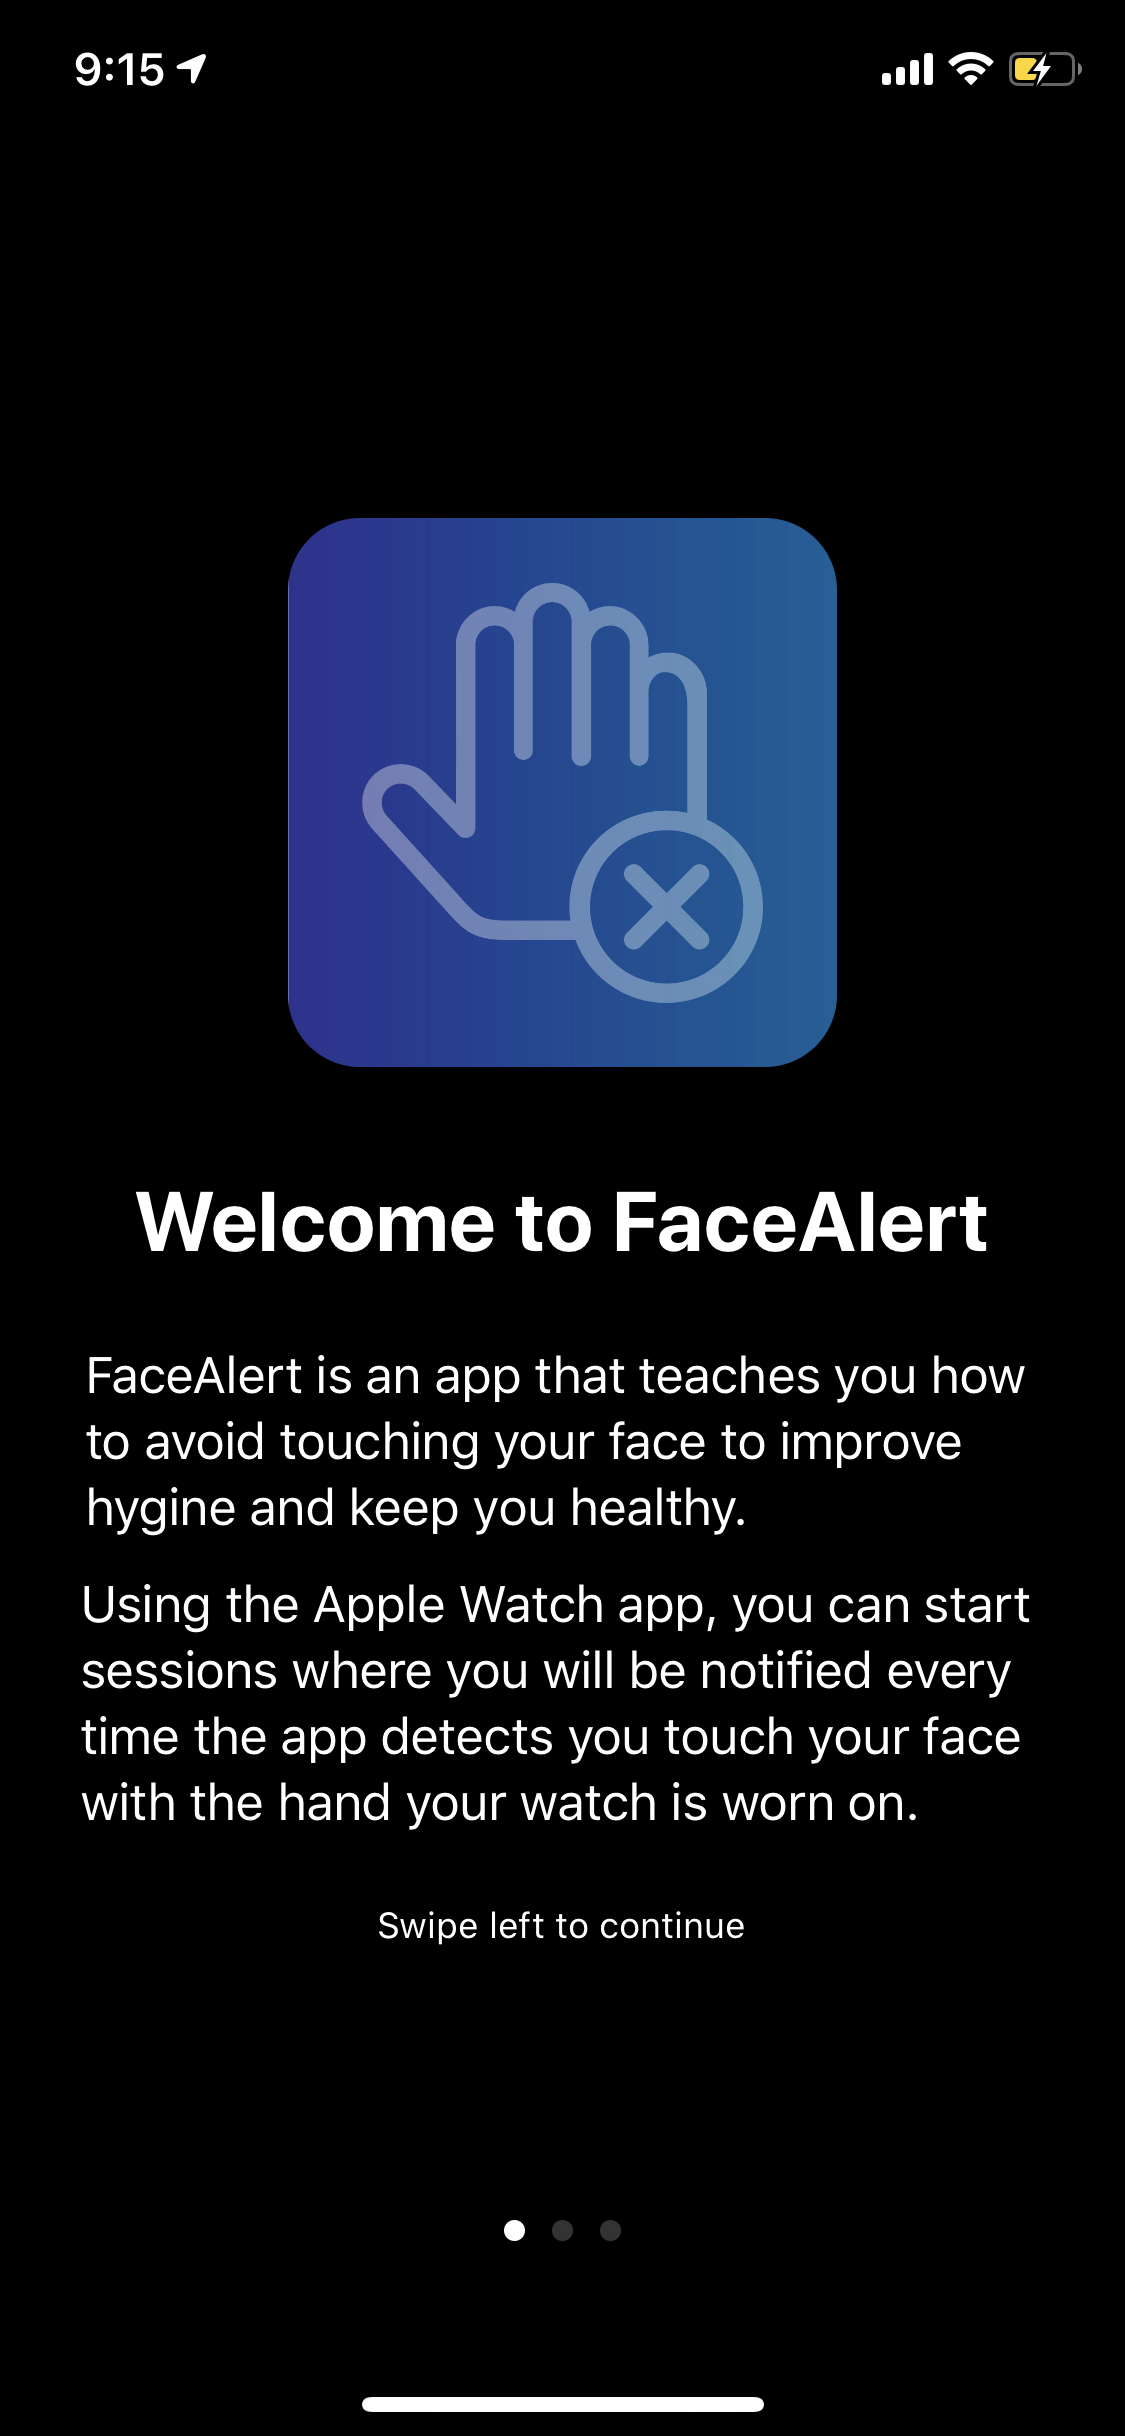 9:15
Welcome to FaceAlert
FaceAlert is an app that teaches you how
to avoid touching your face to improve
hygine and keep you healthy.
Using the Apple Watch app, you can start
sessions where you will be notified every
time the app detects you touch your face
with the hand your watch is worn on.
Swipe left to continue